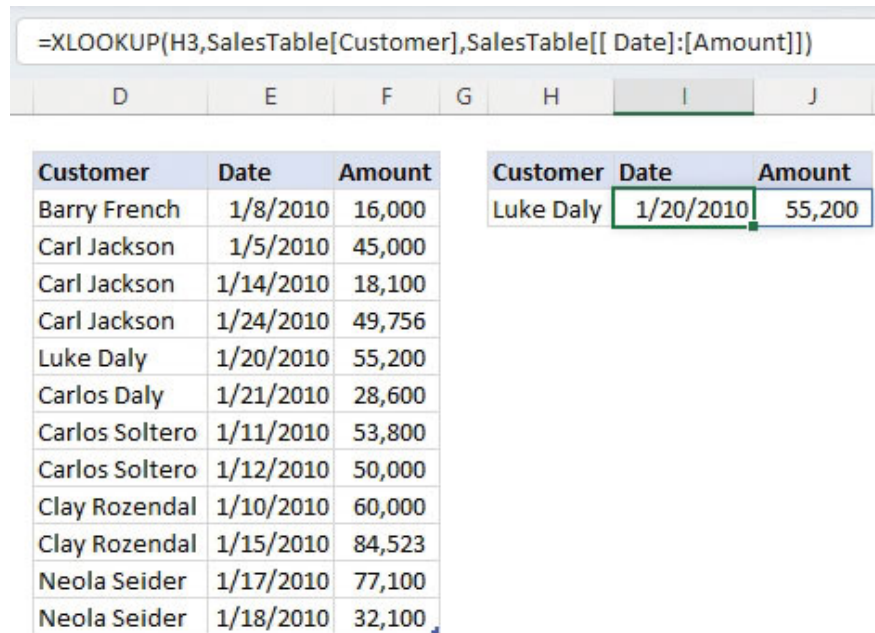 =XLOOKUP(H3,SalesTable[Customer],SalesTable[[ Date]:[Amount]])
D E F G H I J
Customer Date Amount Customer Date Amount
Barry French 1/8/2010 16,000 Luke Daly 1/20/2010 55,200
Carl Jackson 1/5/2010 45,000
Carl Jackson 1/14/2010 18,100
Carl Jackson 1/24/2010 49,756
Luke Daly 1/20/2010 55,200
Carlos Daly 1/21/2010 28,600
Carlos Soltero 1/11/2010 53,800
Carlos Soltero 1/12/2010 50,000
Clay Rozendal 1/10/2010 60,000
Clay Rozendal 1/15/2010 84,523
Neola Seider 1/17/2010 77,100
Neola Seider 1/18/2010 32,100